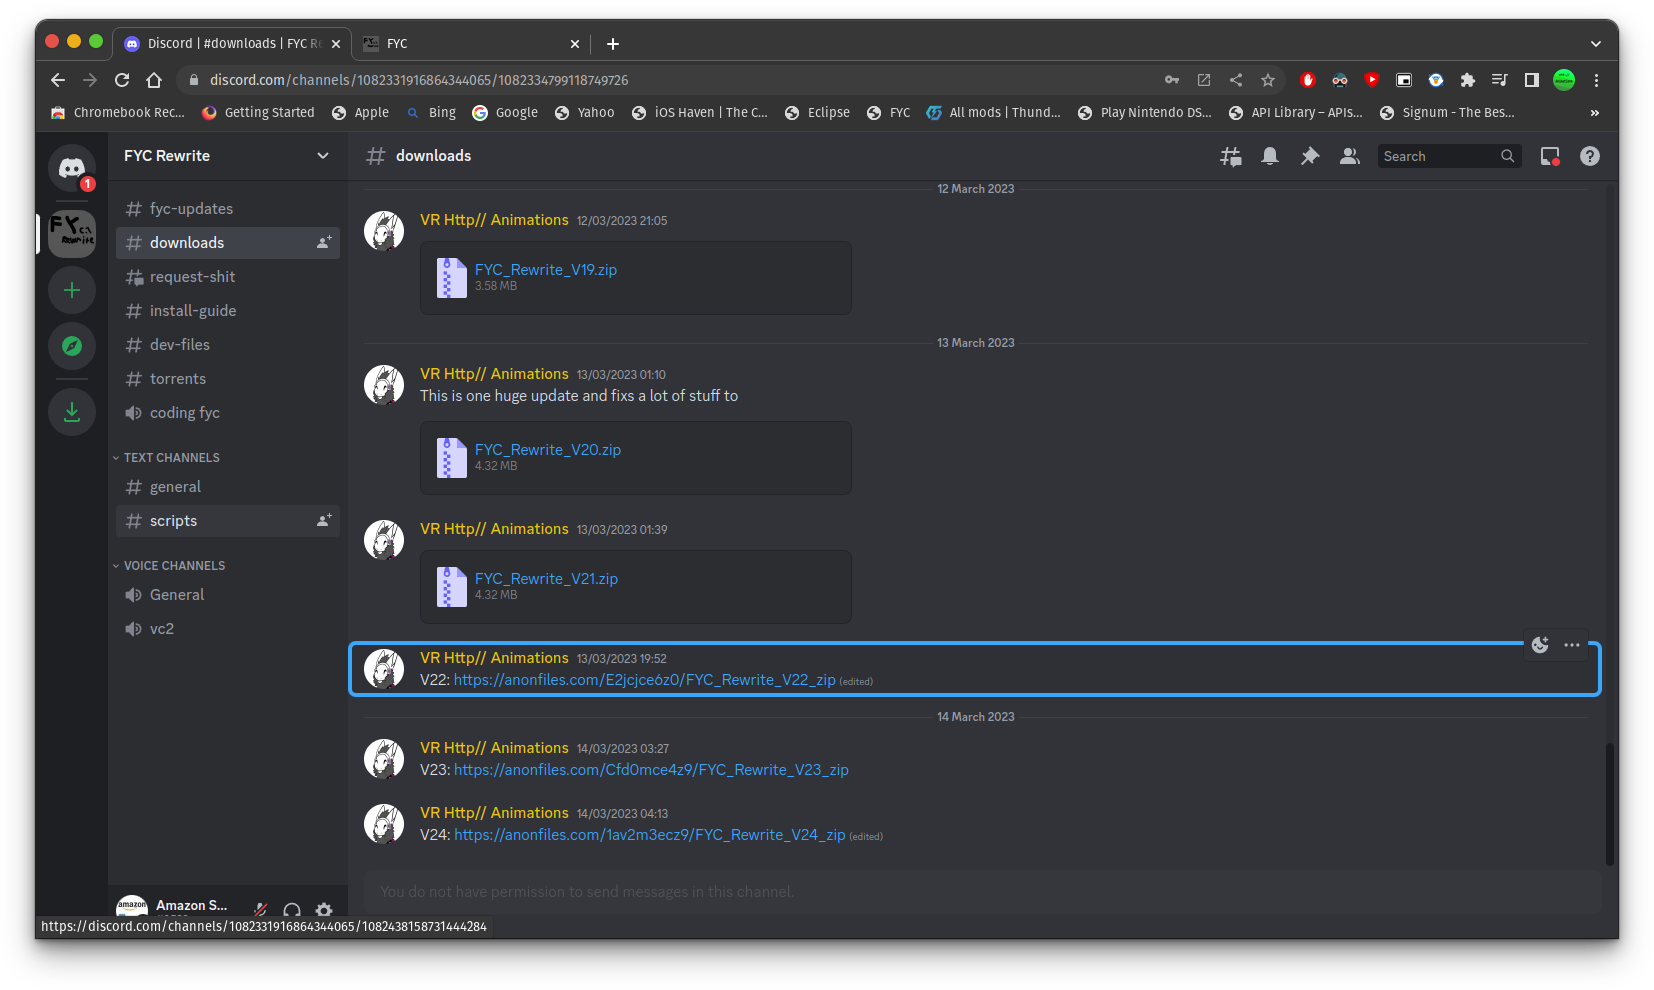 Discord | #downloads | FYC Re
FYC
discord.com/channels/1082331916864344065/1082334799118749726
Chromebook Rec...
Getting Started
Apple
Bing
Google
Yahoo
iOS Haven | The C...
Eclipse
FYC
All mods | Thund...
Play Nintendo DS...
API Library – APIs...
Signum - The Bes...
»
1
FYC Rewrite
fyc-updates
downloads
request-shit
install-guide
dev-files
torrents
coding fyc
TEXT CHANNELS
general
scripts
VOICE CHANNELS
General
vc2
Amazon S...
downloads
Search
12 March 2023
VR Http// Animations 12/03/2023 21:05
FYC_Rewrite_V19.zip
3.58 MB
13 March 2023
VR Http// Animations 13/03/2023 01:10
This is one huge update and fixs a lot of stuff to
FYC_Rewrite_V20.zip
4.32 MB
VR Http// Animations 13/03/2023 01:39
FYC_Rewrite_V21.zip
4.32 MB
VR Http// Animations 13/03/2023 19:52
V22: https://anonfiles.com/E2jcjce6z0/FYC_Rewrite_V22_zip (edited)
14 March 2023
VR Http// Animations 14/03/2023 03:27
V23: https://anonfiles.com/Cfd0mce4z9/FYC_Rewrite_V23_zip
VR Http// Animations 14/03/2023 04:13
V24: https://anonfiles.com/1av2m3ecz9/FYC_Rewrite_V24_zip (edited)
You do not have permission to send messages in this channel.
https://discord.com/channels/1082331916864344065/1082438158731444284